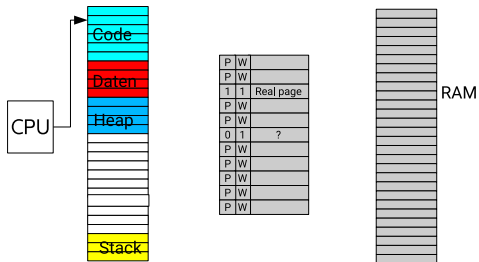 Code
Daten
Heap
Stack
CPU
P W
P W
1 1 Real page
P W
P W
0 1 ?
P W
P W
P W
P W
P W
RAM